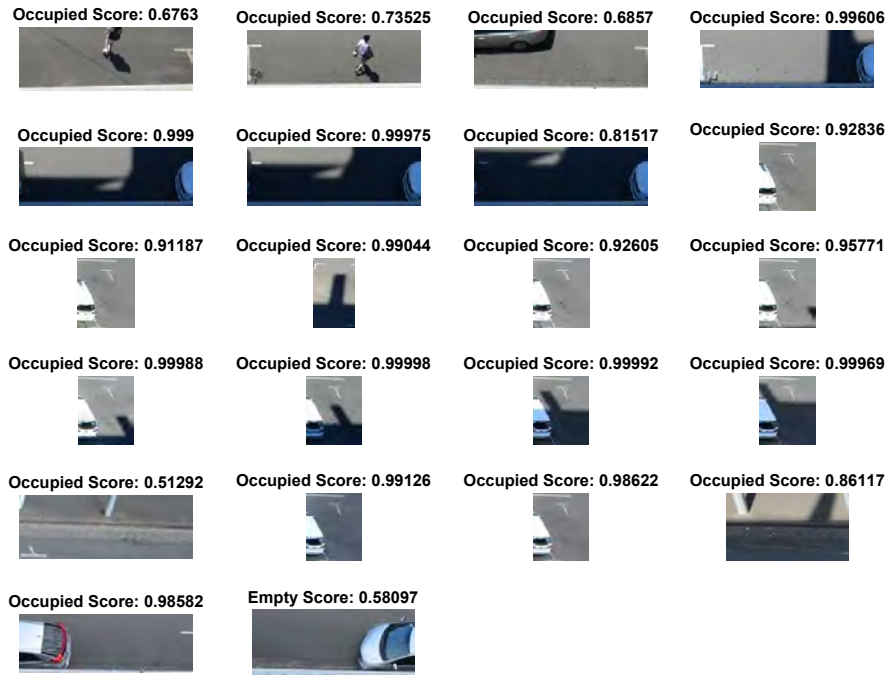 Occupied Score: 0.6763
Occupied Score: 0.73525
Occupied Score: 0.6857
Occupied Score: 0.99606
Occupied Score: 0.999
Occupied Score: 0.99975
Occupied Score: 0.81517
Occupied Score: 0.92836
Occupied Score: 0.91187
Occupied Score: 0.99044
Occupied Score: 0.92605
Occupied Score: 0.95771
Occupied Score: 0.99988
Occupied Score: 0.99998
Occupied Score: 0.99992
Occupied Score: 0.99969
Occupied Score: 0.51292
Occupied Score: 0.99126
Occupied Score: 0.98622
Occupied Score: 0.86117
Occupied Score: 0.98582
Empty Score: 0.58097